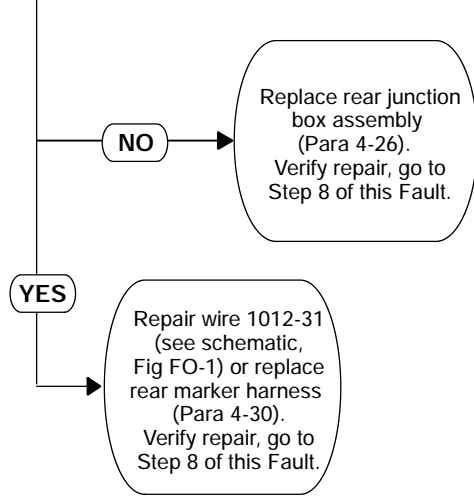 Replace rear junction
box assembly
(Para 4-26).
Verify repair, go to
Step 8 of this Fault.
NO
YES
Repair wire 1012-31
(see schematic,
Fig FO-1) or replace
rear marker harness
(Para 4-30).
Verify repair, go to
Step 8 of this Fault.